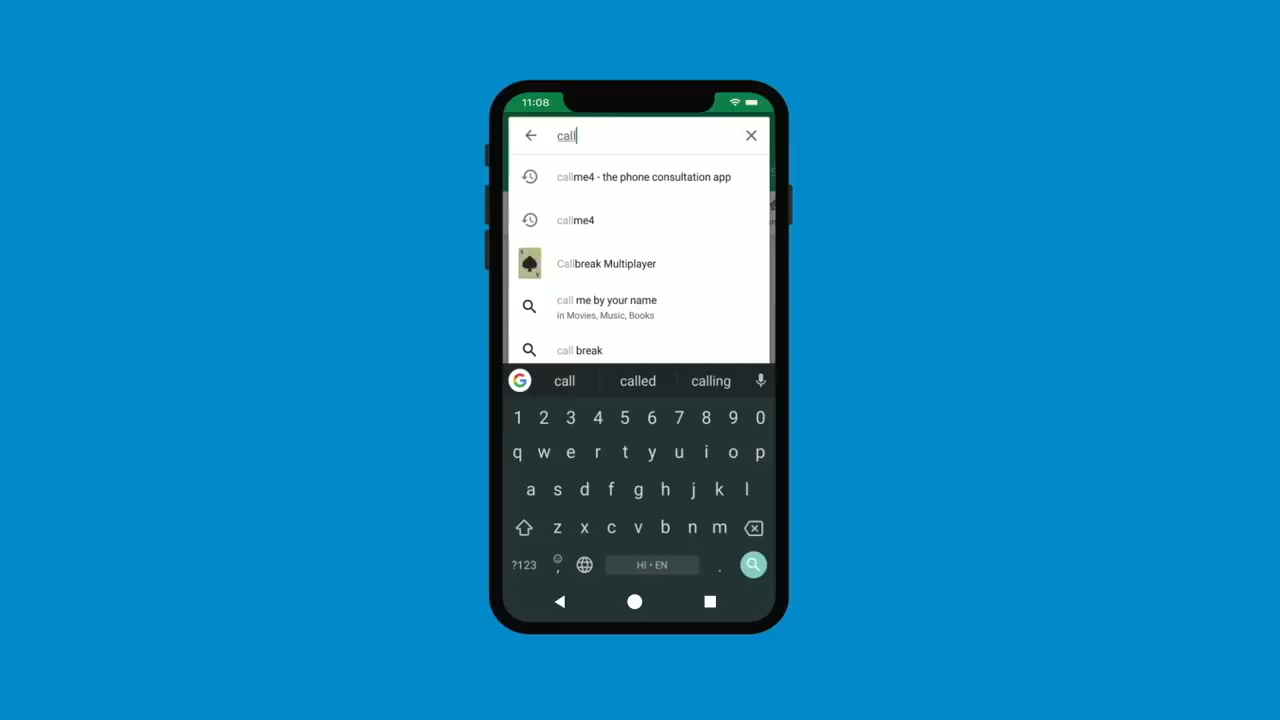 11:08
call
callme4 - the phone consultation app
callme4
Callbreak Multiplayer
call me by your name
in Movies, Music, Books
call break
G call called calling
1 2 3 4 5 6 7 8 9 0
q w e r t y u i o p
a s d f g h j k l
z x c v b n m
?123 , HI • EN .